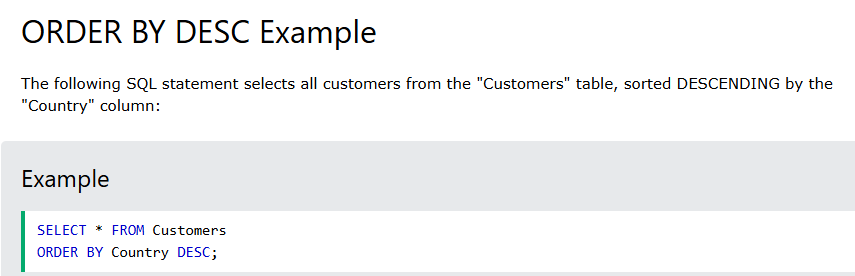 ORDER BY DESC Example
The following SQL statement selects all customers from the "Customers" table, sorted DESCENDING by the
"Country" column:
Example
SELECT * FROM Customers
ORDER BY Country DESC;